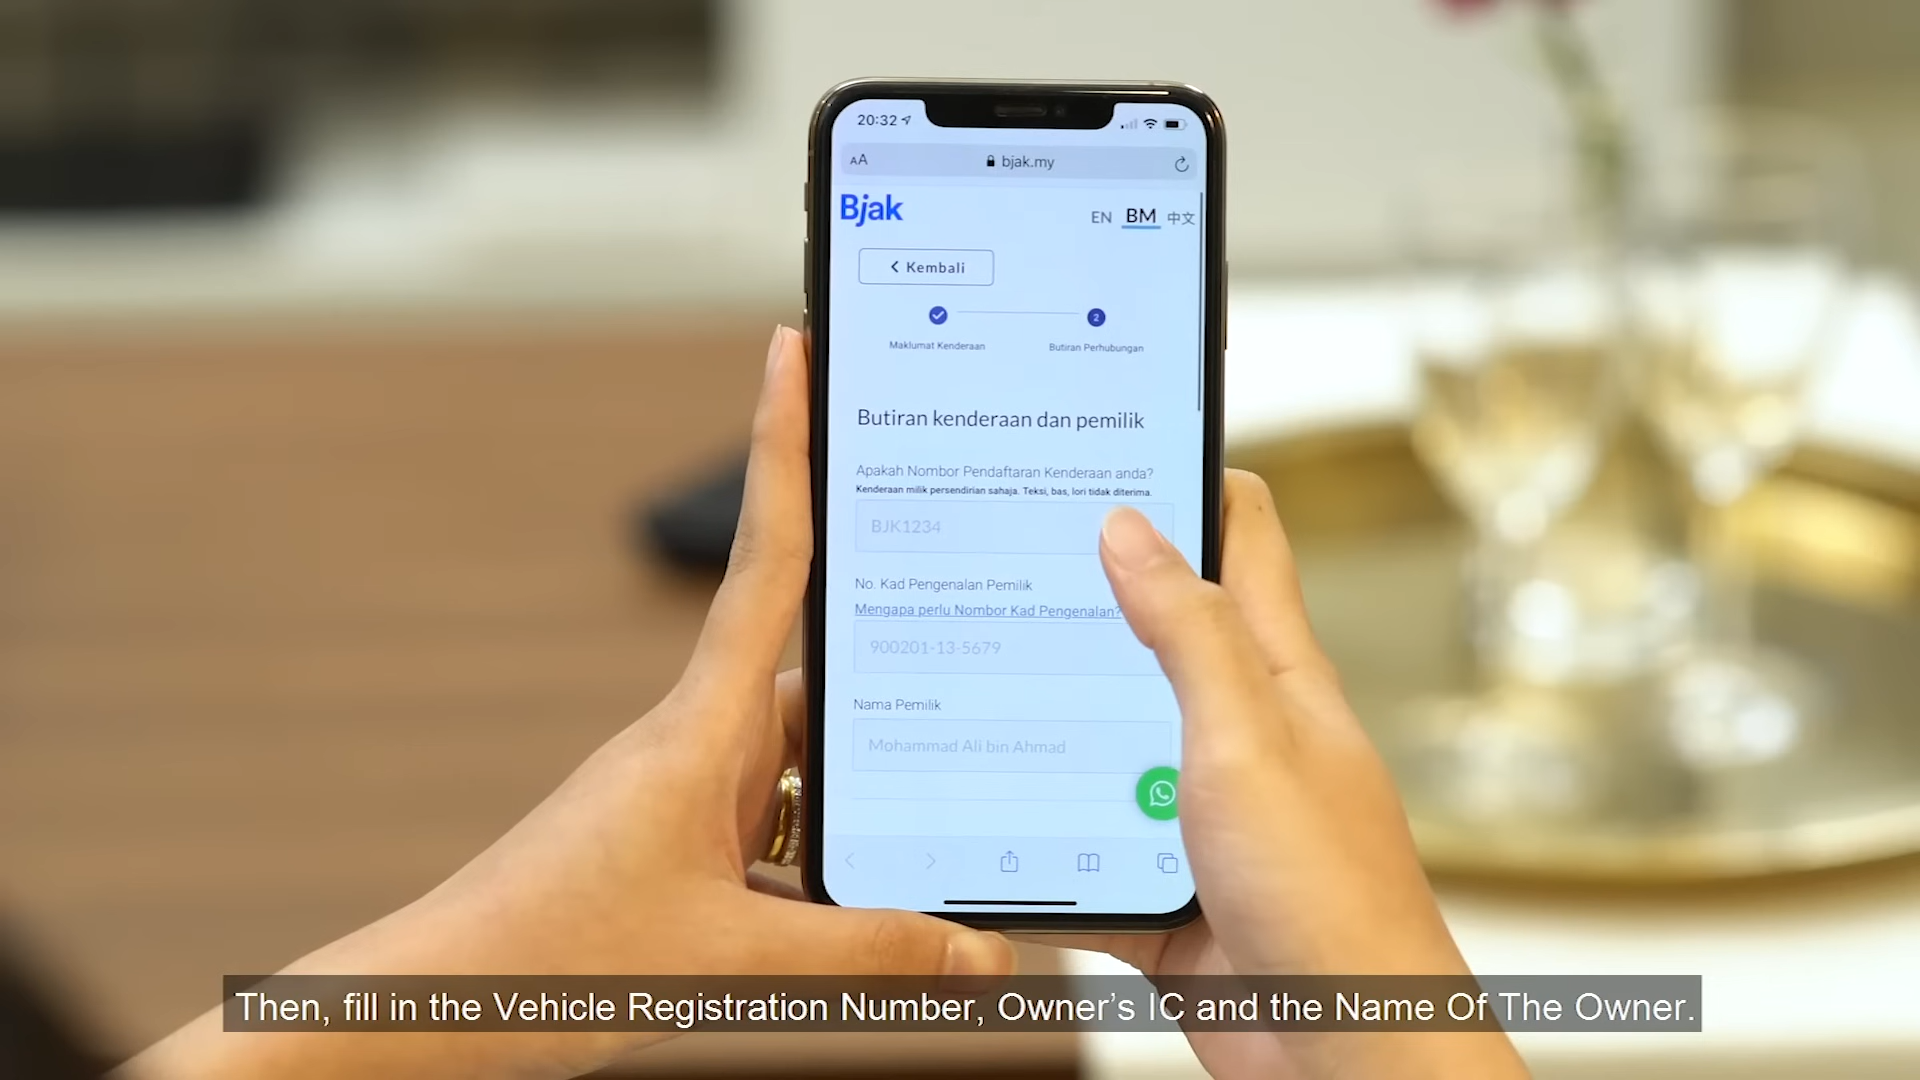 20:32
AA bjak.my
Bjak
EN BM 中文
Kembali
2
Maklumat Kenderaan Butiran Perhubungan
Butiran kenderaan dan pemilik
Apakah Nombor Pendaftaran Kenderaan anda?
Kenderaan milik persendirian sahaja. Teksi, bas, lori tidak diterima.
BJK1234
No. Kad Pengenalan Pemilik
Mengapa perlu Nombor Kad Pengenalan?
900201-13-5679
Nama Pemilik
Mohammad Ali bin Ahmad
Then, fill in the Vehicle Registration Number, Owner’s IC and the Name Of The Owner.